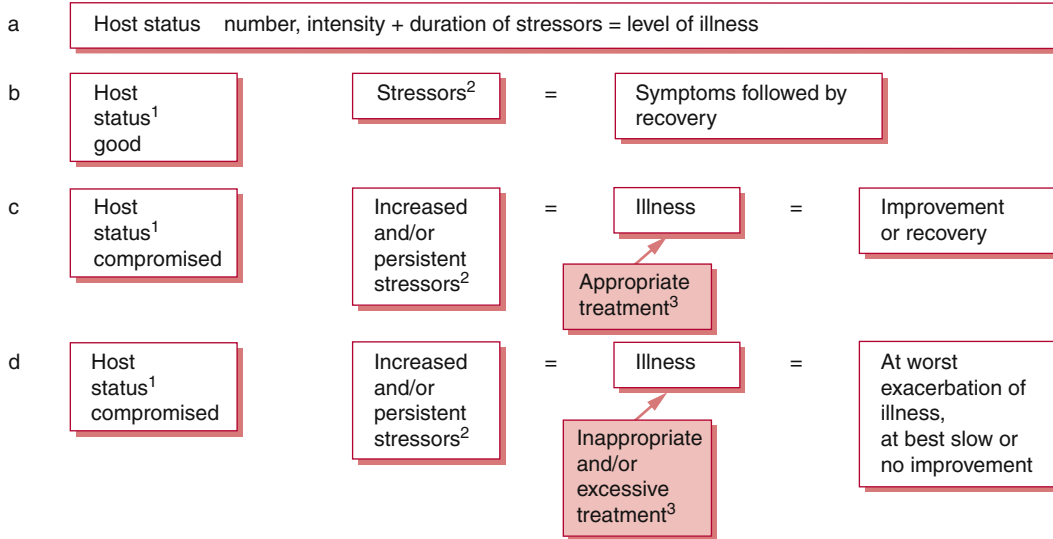 a
Host status number, intensity + duration of stressors = level of illness
b
Host
status¹
good
Stressors²
=
Symptoms followed by
recovery
c
Host
status¹
compromised
Increased
and/or
persistent
stressors²
=
Illness
=
Improvement
or recovery
Appropriate
treatment³
d
Host
status¹
compromised
Increased
and/or
persistent
stressors²
=
Illness
=
At worst
exacerbation of
illness,
at best slow or
no improvement
Inappropriate
and/or
excessive
treatment³